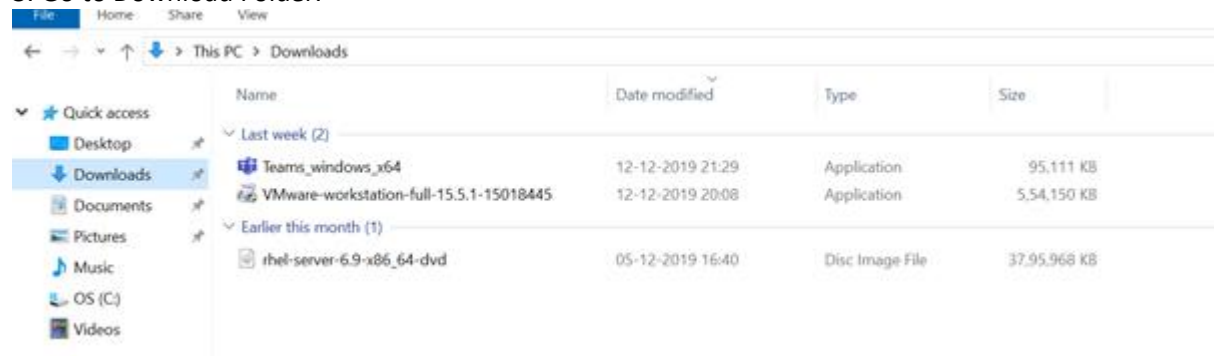 File Home Share View
This PC > Downloads
Name Date modified Type Size
Quick access
Last week (2)
Desktop
Teams_windows_x64 12-12-2019 21:29 Application 95,111 KB
Downloads
VMware-workstation-full-15.5.1-15018445 12-12-2019 20:08 Application 5,54,150 KB
Documents
Earlier this month (1)
Pictures
rhel-server-6.9-x86_64-dvd 05-12-2019 16:40 Disc Image File 37,95,968 KB
Music
OS (C:)
Videos